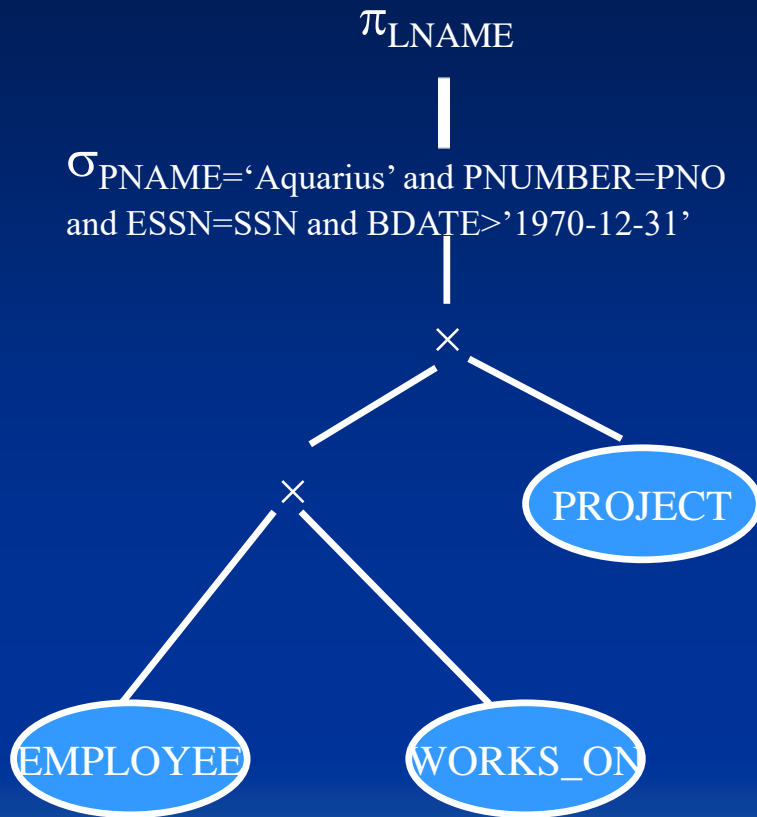 πLNAME
σPNAME=‘Aquarius’ and PNUMBER=PNO
and ESSN=SSN and BDATE>’1970-12-31’
×
×
PROJECT
EMPLOYEE
WORKS_ON